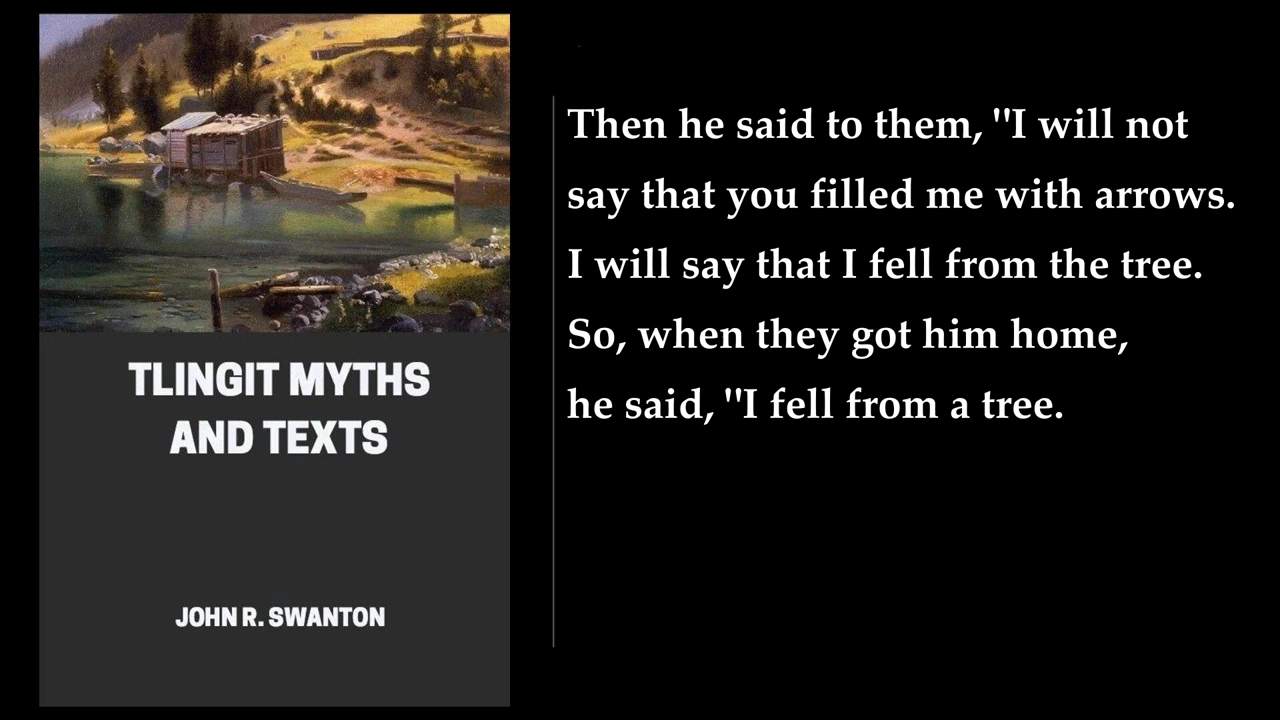 TLINGIT MYTHS
AND TEXTS
JOHN R. SWANTON
Then he said to them, "I will not
say that you filled me with arrows.
I will say that I fell from the tree.
So, when they got him home,
he said, "I fell from a tree.